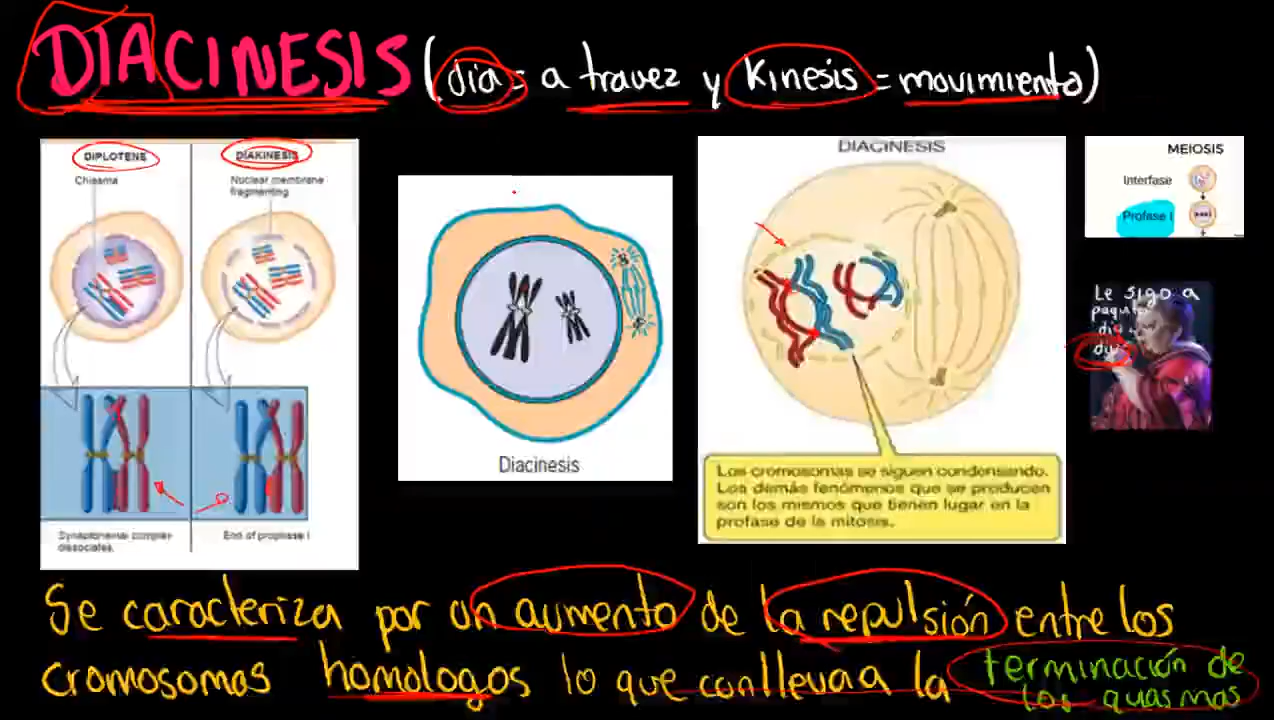 DIACINESIS (dia = a travez y Kinesis = movimiento)
DIPLOTENE
Chiasma
DIAKINESIS
Nuclear membrane
fragmenting
Synaptonemal complex
dissociates.
End of prophase I
Diacinesis
DIACINESIS
Los cromosomas se siguen condensando.
Los demás fenómenos que se producen
son los mismos que tienen lugar en la
profase de la mitosis.
MEIOSIS
Interfase
Profase I
Le sigo a
Se caracteriza por un aumento de la repulsión entre los
cromosomas homologos lo que conlleva a la terminación de
los quasmas